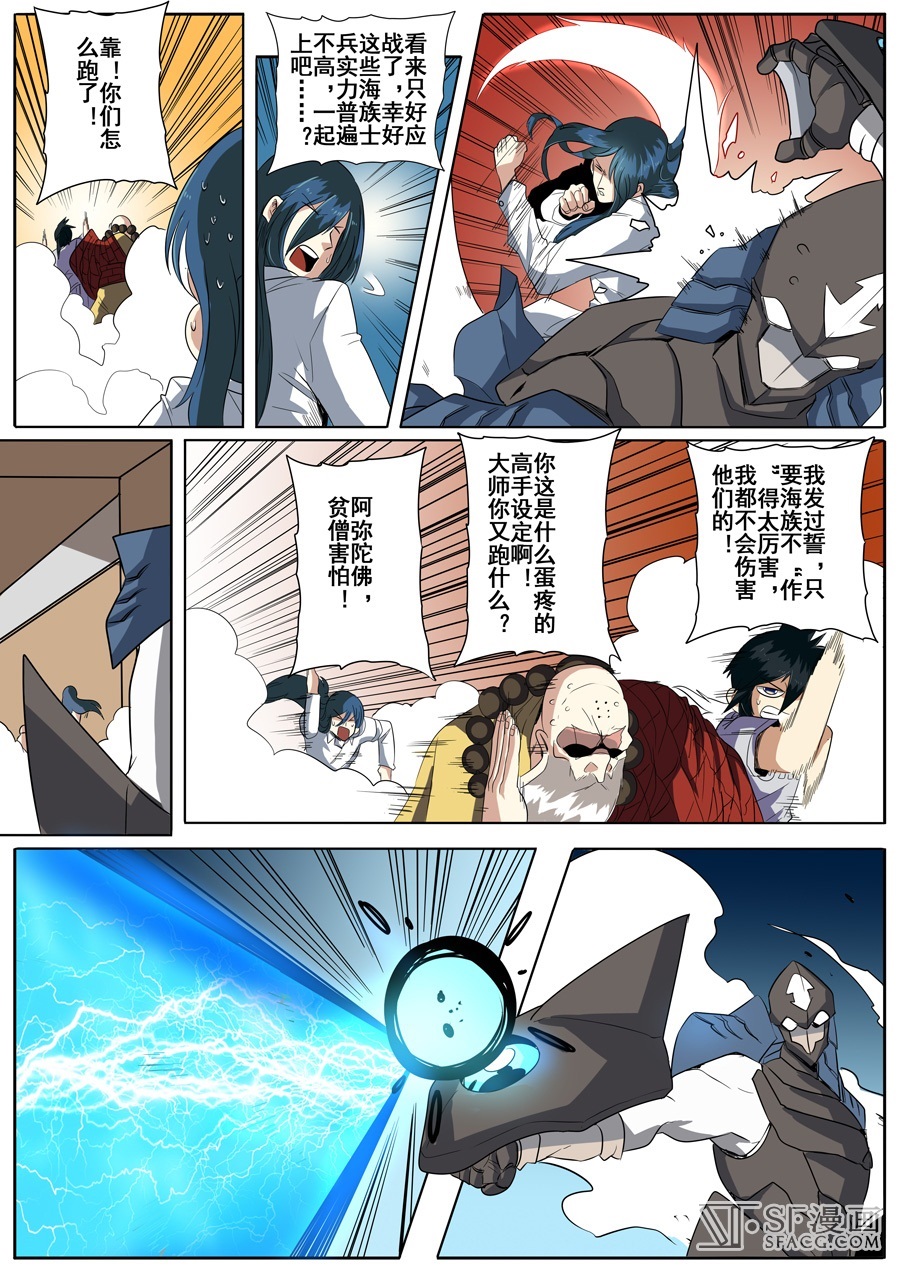 看来只好应
战了，幸好
这些海族士
兵实力普遍
不高，一起
上吧……？
靠！你们怎
么跑了！
我发过誓，只
要海族不“作
”得太厉害，
我都不会伤害
他们的！
你这是什么蛋疼的
高手设定啊！
大师你又跑什么？
阿弥陀佛，
贫僧害怕！
SF漫画
SFACG.COM